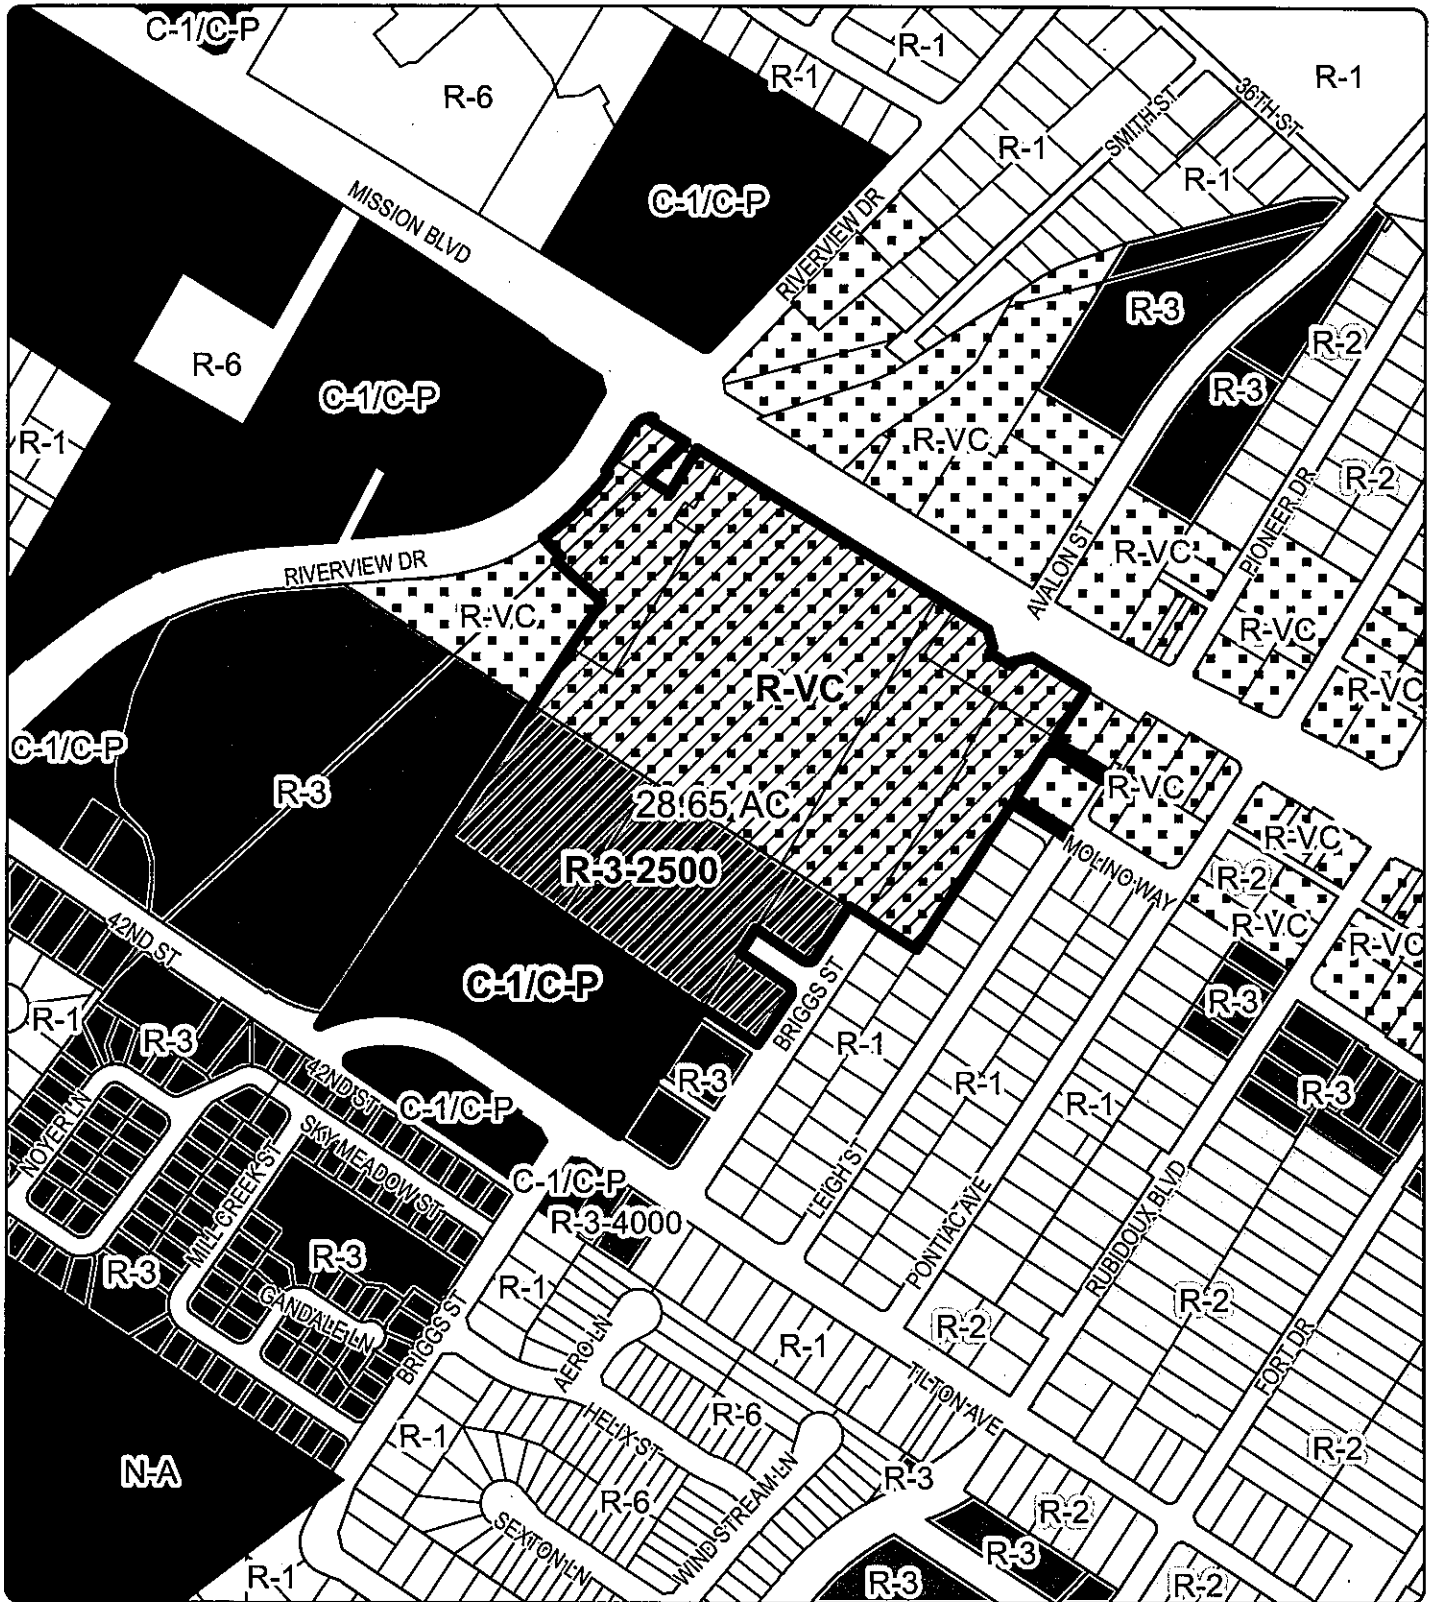 C-1/C-P
R-1
R-1
R-1
R-6
36TH ST
SMITH ST
R-1
R-1
C-1/C-P
MISSION BLVD
RIVERVIEW DR
R-3
R-2
R-6
C-1/C-P
R-3
R-1
R-VC
R-2
PIONEER DR
R-VC
AVALON ST
RIVERVIEW DR
R-VC
R-VC
R-VC
R-VC
C-1/C-P
R-3
28.65 AC
R-VC
R-VC
R-3-2500
MOLINO WAY
R-2
R-VC
R-VC
42ND ST
C-1/C-P
R-3
R-1
R-3
BRIGGS ST
R-1
R-3
R-1
R-3
42ND ST
C-1/C-P
R-1
NOYER LN
SKY MEADOW ST
MILL CREEK ST
C-1/C-P
R-3-4000
LEIGH ST
PONTIAC AVE
RUBIDOUX BLVD
R-3
R-3
R-1
GANDALE LN
R-2
R-2
BRIGGS ST
AERO LN
R-1
FORT DR
TILTON AVE
R-6
HELIX ST
R-1
R-2
N-A
R-3
R-6
WINDSTREAM LN
R-2
SEXTON LN
R-3
R-1
R-3
R-2